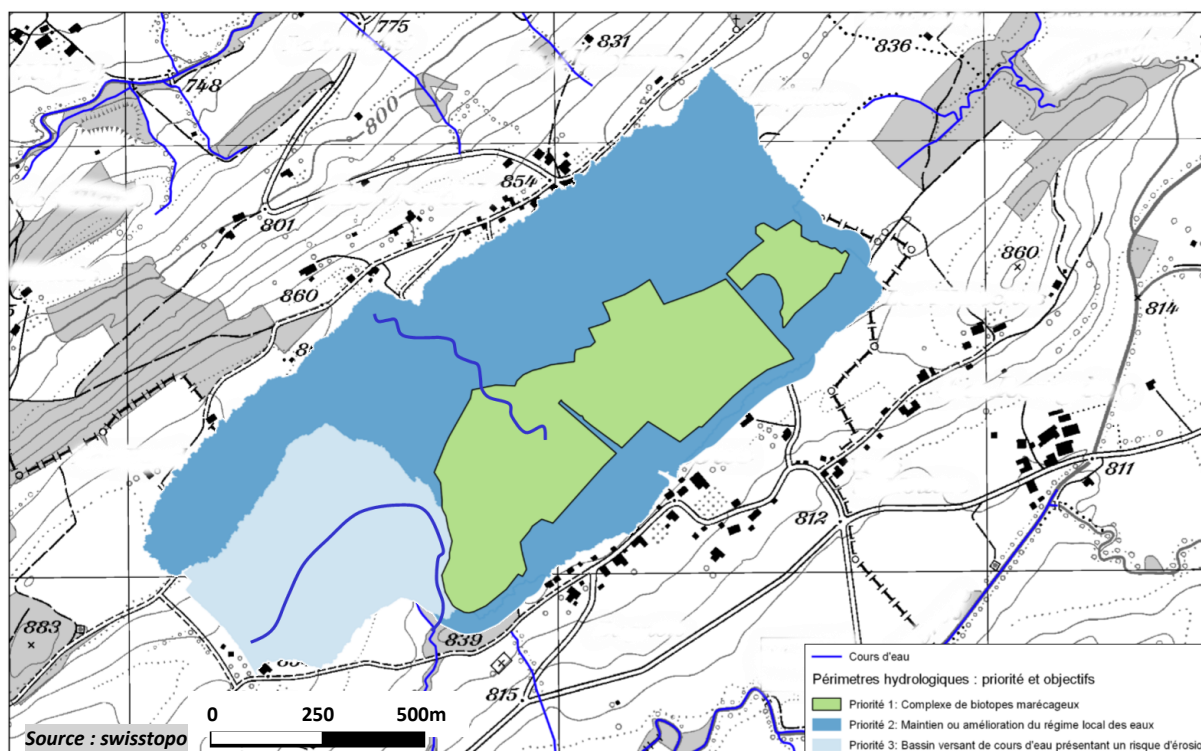 775
831
836
748
800
854
801
860
860
814
811
812
883
839
815
Cours d'eau
Périmetres hydrologiques : priorité et objectifs
Priorité 1: Complexe de biotopes marécageux
Priorité 2: Maintien ou amélioration du régime local des eaux
Priorité 3: Bassin versant de cours d'eau présentant un risque d'éro
0 250 500m
Source : swisstopo